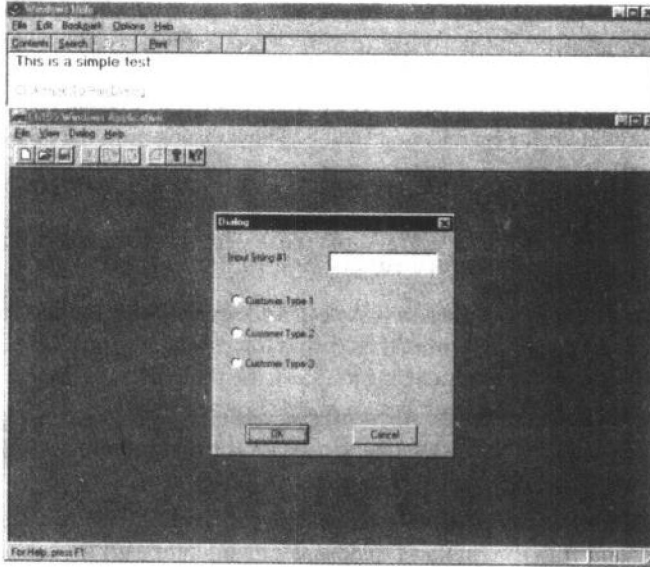 Windows Help
File Edit Bookmark Options Help
Contents Search Print
This is a simple test
Windows Application
File View Dialog Help
Dialog
Input String #1
Customer Type 1
Customer Type 2
Customer Type 3
OK Cancel
For Help, press F1